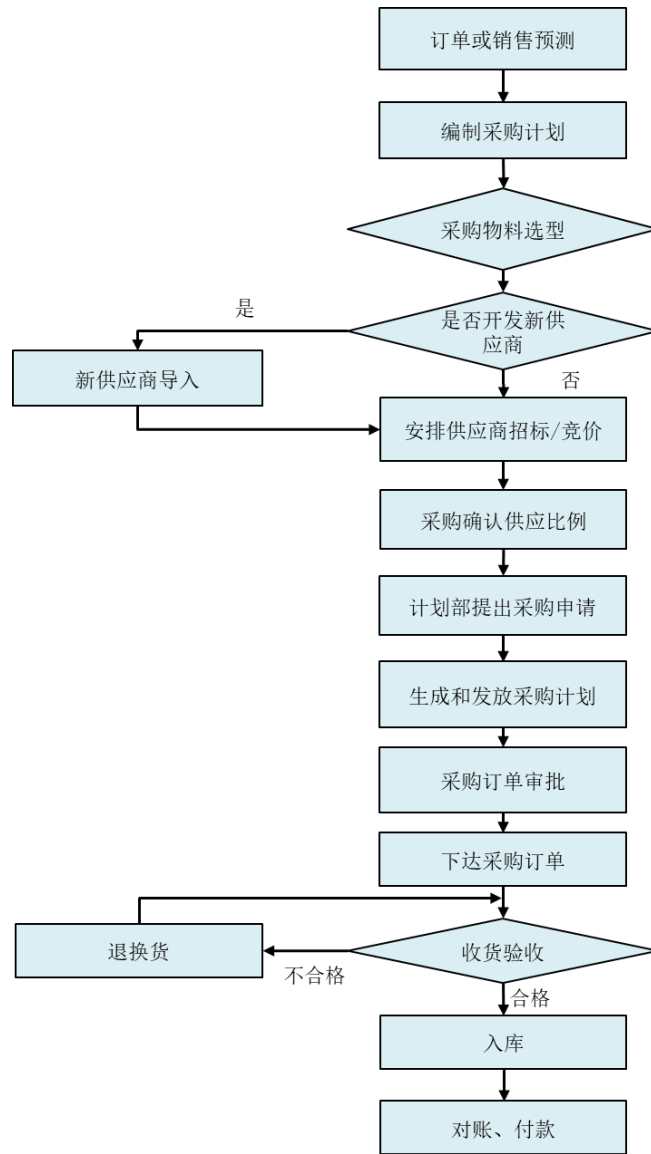 订单或销售预测
编制采购计划
采购物料选型
是否开发新供
应商
是
新供应商导入
否
安排供应商招标/竞价
采购确认供应比例
计划部提出采购申请
生成和发放采购计划
采购订单审批
下达采购订单
退换货
收货验收
不合格
合格
入库
对账、付款